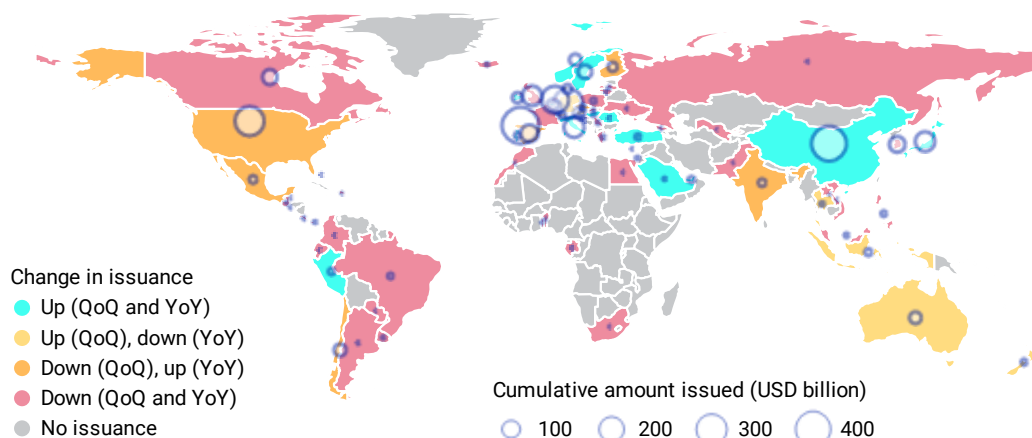 Change in issuance
Up (QoQ and YoY)
Up (QoQ), down (YoY)
Down (QoQ), up (YoY)
Down (QoQ and YoY)
No issuance
Cumulative amount issued (USD billion)
100 200 300 400